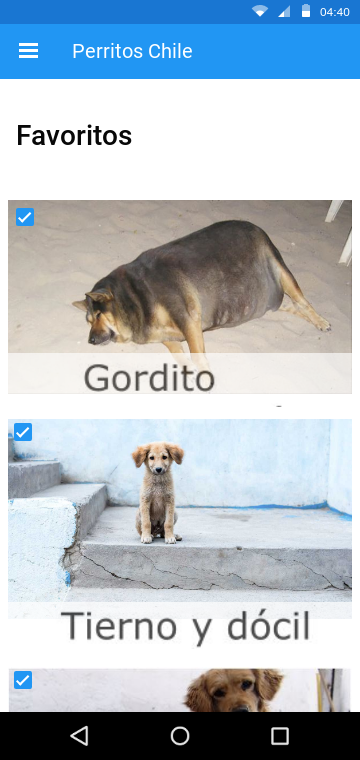 04:40
Perritos Chile
Favoritos
Gordito
Tierno y dócil